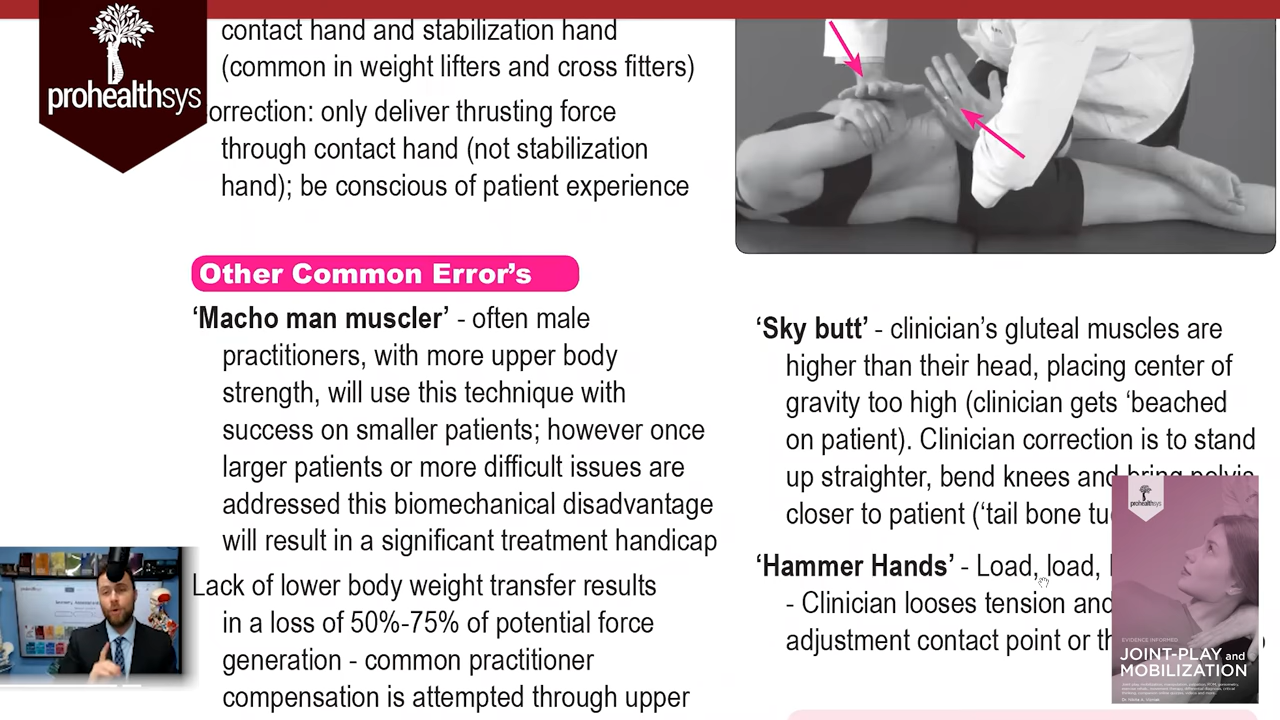 prohealthsys
contact hand and stabilization hand
(common in weight lifters and cross fitters)
orrection: only deliver thrusting force
through contact hand (not stabilization
hand); be conscious of patient experience
Other Common Error's
‘Macho man muscler’ - often male
practitioners, with more upper body
strength, will use this technique with
success on smaller patients; however once
larger patients or more difficult issues are
addressed this biomechanical disadvantage
will result in a significant treatment handicap
Lack of lower body weight transfer results
in a loss of 50%-75% of potential force
generation - common practitioner
compensation is attempted through upper
‘Sky butt’ - clinician’s gluteal muscles are
higher than their head, placing center of
gravity too high (clinician gets ‘beached
on patient). Clinician correction is to stand
up straighter, bend knees and bring pelvis
closer to patient (‘tail bone tu
‘Hammer Hands’ - Load, load,
- Clinician looses tension and
adjustment contact point or th
prohealthsys
EVIDENCE INFORMED
JOINT-PLAY and
MOBILIZATION